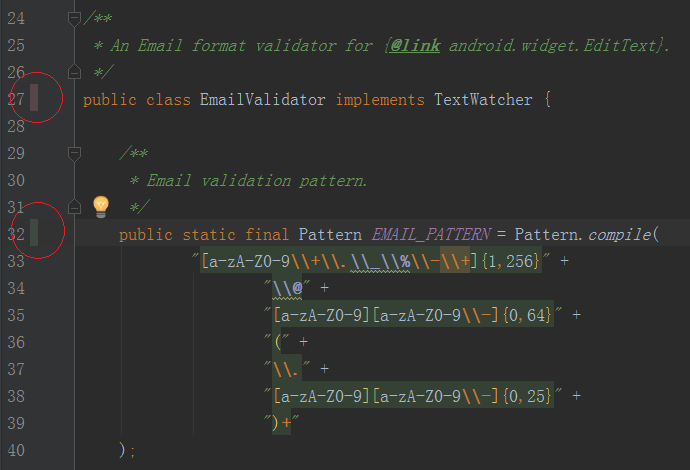 24 /**
25  * An Email format validator for {@link android.widget.EditText}.
26  */
27 public class EmailValidator implements TextWatcher {
28
29     /**
30      * Email validation pattern.
31      */
32     public static final Pattern EMAIL_PATTERN = Pattern.compile(
33             "[a-zA-Z0-9\\+\\.\\_\\%\\-\\+]{1,256}" +
34                     "\\@" +
35                     "[a-zA-Z0-9][a-zA-Z0-9\\-]{0,64}" +
36                     "(" +
37                     "\\." +
38                     "[a-zA-Z0-9][a-zA-Z0-9\\-]{0,25}" +
39                     ")+"
40     );